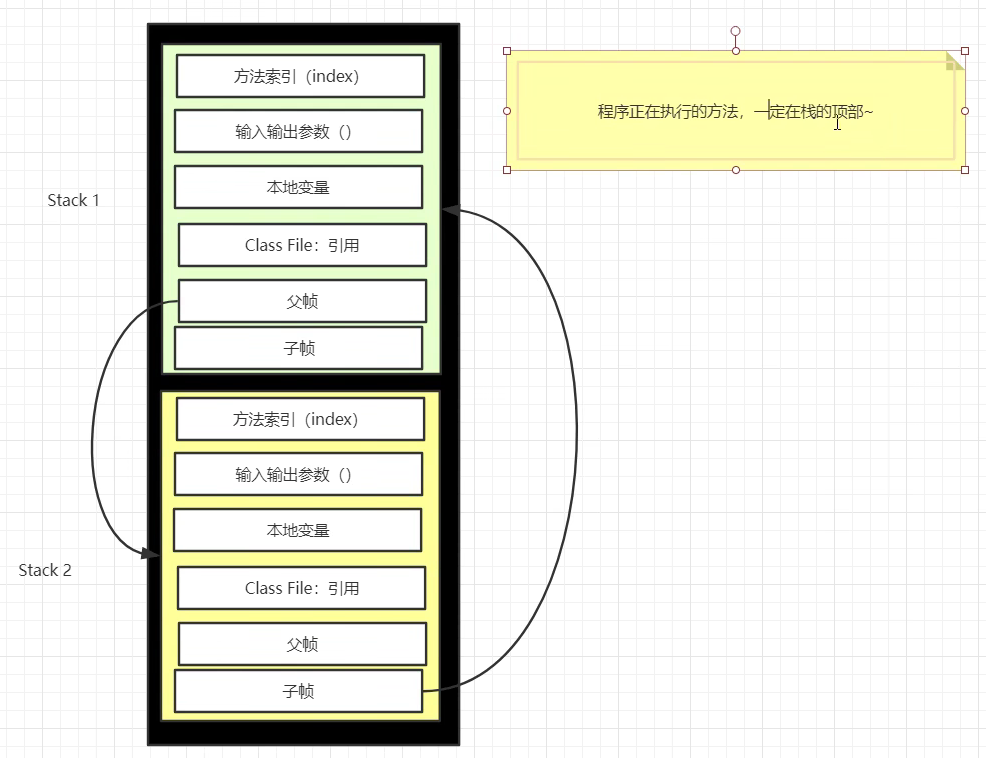 方法索引（index）
输入输出参数（）
本地变量
Class File：引用
父帧
子帧
Stack 1
方法索引（index）
输入输出参数（）
本地变量
Class File：引用
父帧
子帧
Stack 2
程序正在执行的方法，一定在栈的顶部~